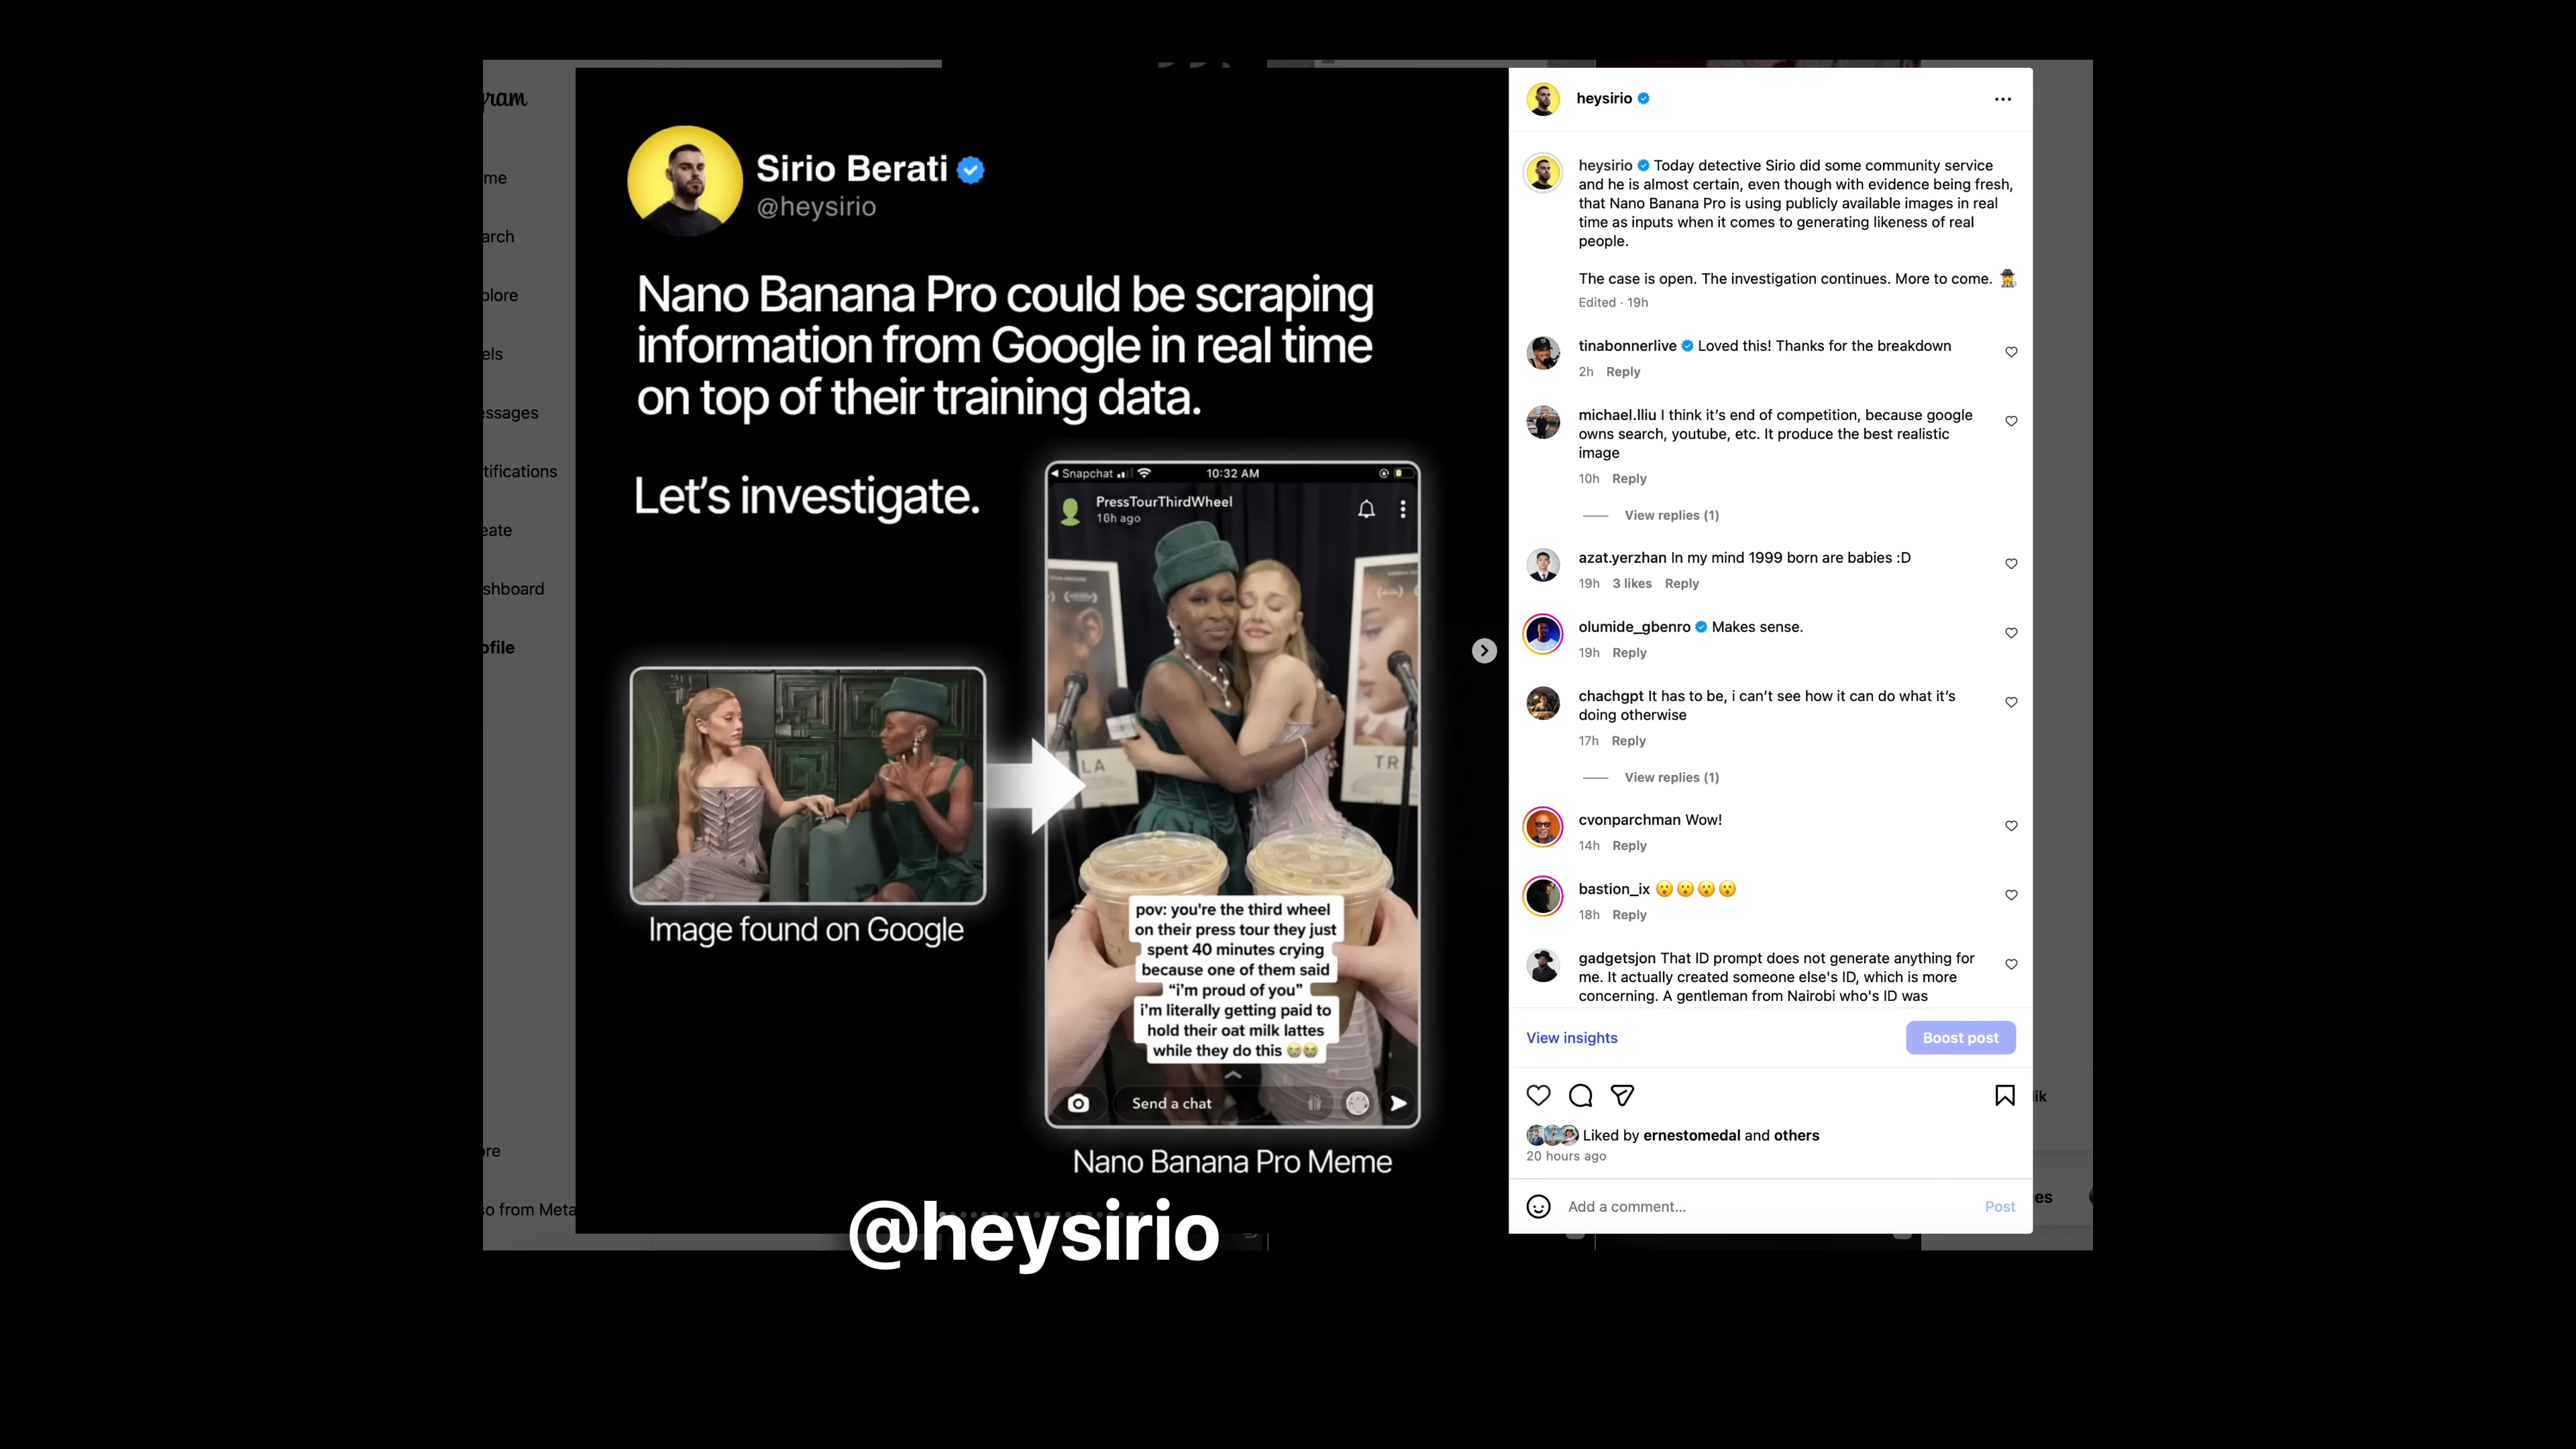 gram
me
arch
plore
els
essages
tifications
eate
shboard
ofile
ore
so from Meta
Sirio Berati
@heysirio
Nano Banana Pro could be scraping
information from Google in real time
on top of their training data.
Let's investigate.
Image found on Google
Snapchat
10:32 AM
PressTourThirdWheel
16h ago
LA
TR
pov: you're the third wheel
on their press tour they just
spent 40 minutes crying
because one of them said
"i'm proud of you"
i'm literally getting paid to
hold their oat milk lattes
while they do this 😭😭
Send a chat
Nano Banana Pro Meme
@heysirio
heysirio
heysirio Today detective Sirio did some community service
and he is almost certain, even though with evidence being fresh,
that Nano Banana Pro is using publicly available images in real
time as inputs when it comes to generating likeness of real
people.
The case is open. The investigation continues. More to come. 🕵️
Edited · 19h
tinabonnerlive Loved this! Thanks for the breakdown
2h Reply
michael.lliu I think it's end of competition, because google
owns search, youtube, etc. It produce the best realistic
image
10h Reply
View replies (1)
azat.yerzhan In my mind 1999 born are babies :D
19h 3 likes Reply
olumide_gbenro Makes sense.
19h Reply
chachgpt It has to be, i can't see how it can do what it's
doing otherwise
17h Reply
View replies (1)
cvonparchman Wow!
14h Reply
bastion_ix 😮😮😮😮
18h Reply
gadgetsjon That ID prompt does not generate anything for
me. It actually created someone else's ID, which is more
concerning. A gentleman from Nairobi who's ID was
View insights
Boost post
Liked by ernestomedal and others
20 hours ago
Add a comment...
Post
ik
es